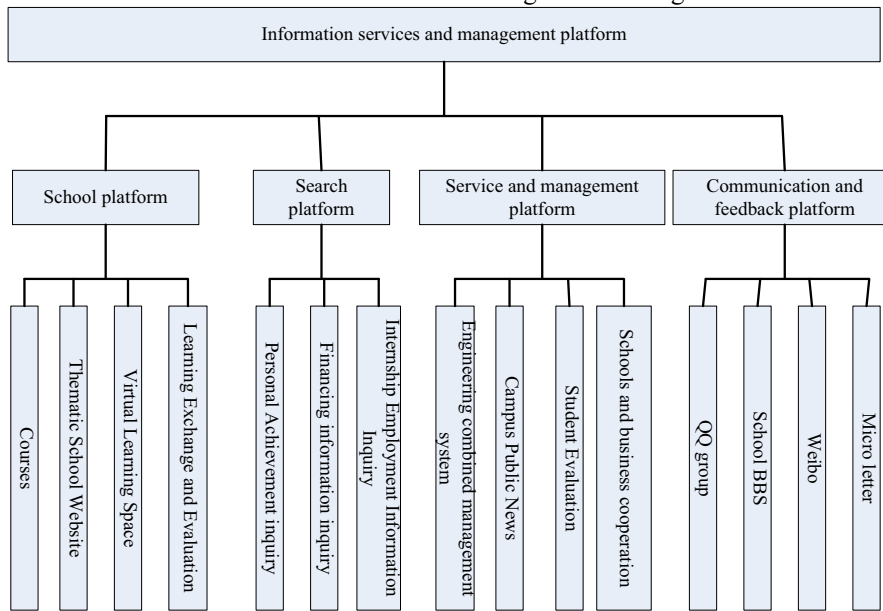 Information services and management platform
School platform
Search
platform
Service and management
platform
Communication and
feedback platform
Courses
Thematic School Website
Virtual Learning Space
Learning Exchange and Evaluation
Personal Achievement inquiry
Financing information inquiry
Internship Employment Information
Inquiry
Engineering combined management
system
Campus Public News
Student Evaluation
Schools and business cooperation
QQ group
School BBS
Weibo
Micro letter